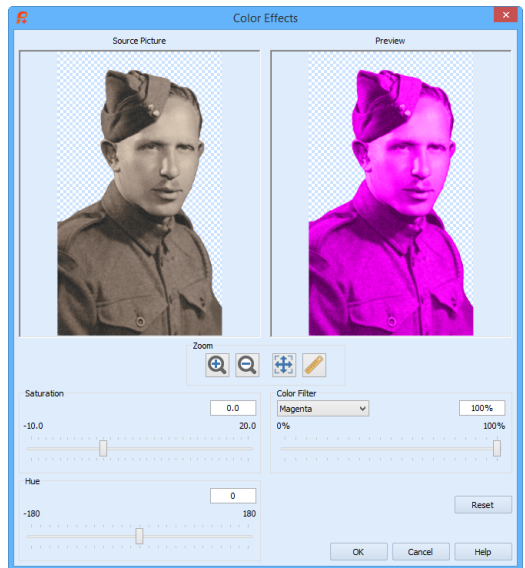 Color Effects
Source Picture
Preview
Zoom
Saturation
0.0
-10.0 20.0
Color Filter
Magenta 100%
0% 100%
Hue
0
-180 180
Reset
OK Cancel Help